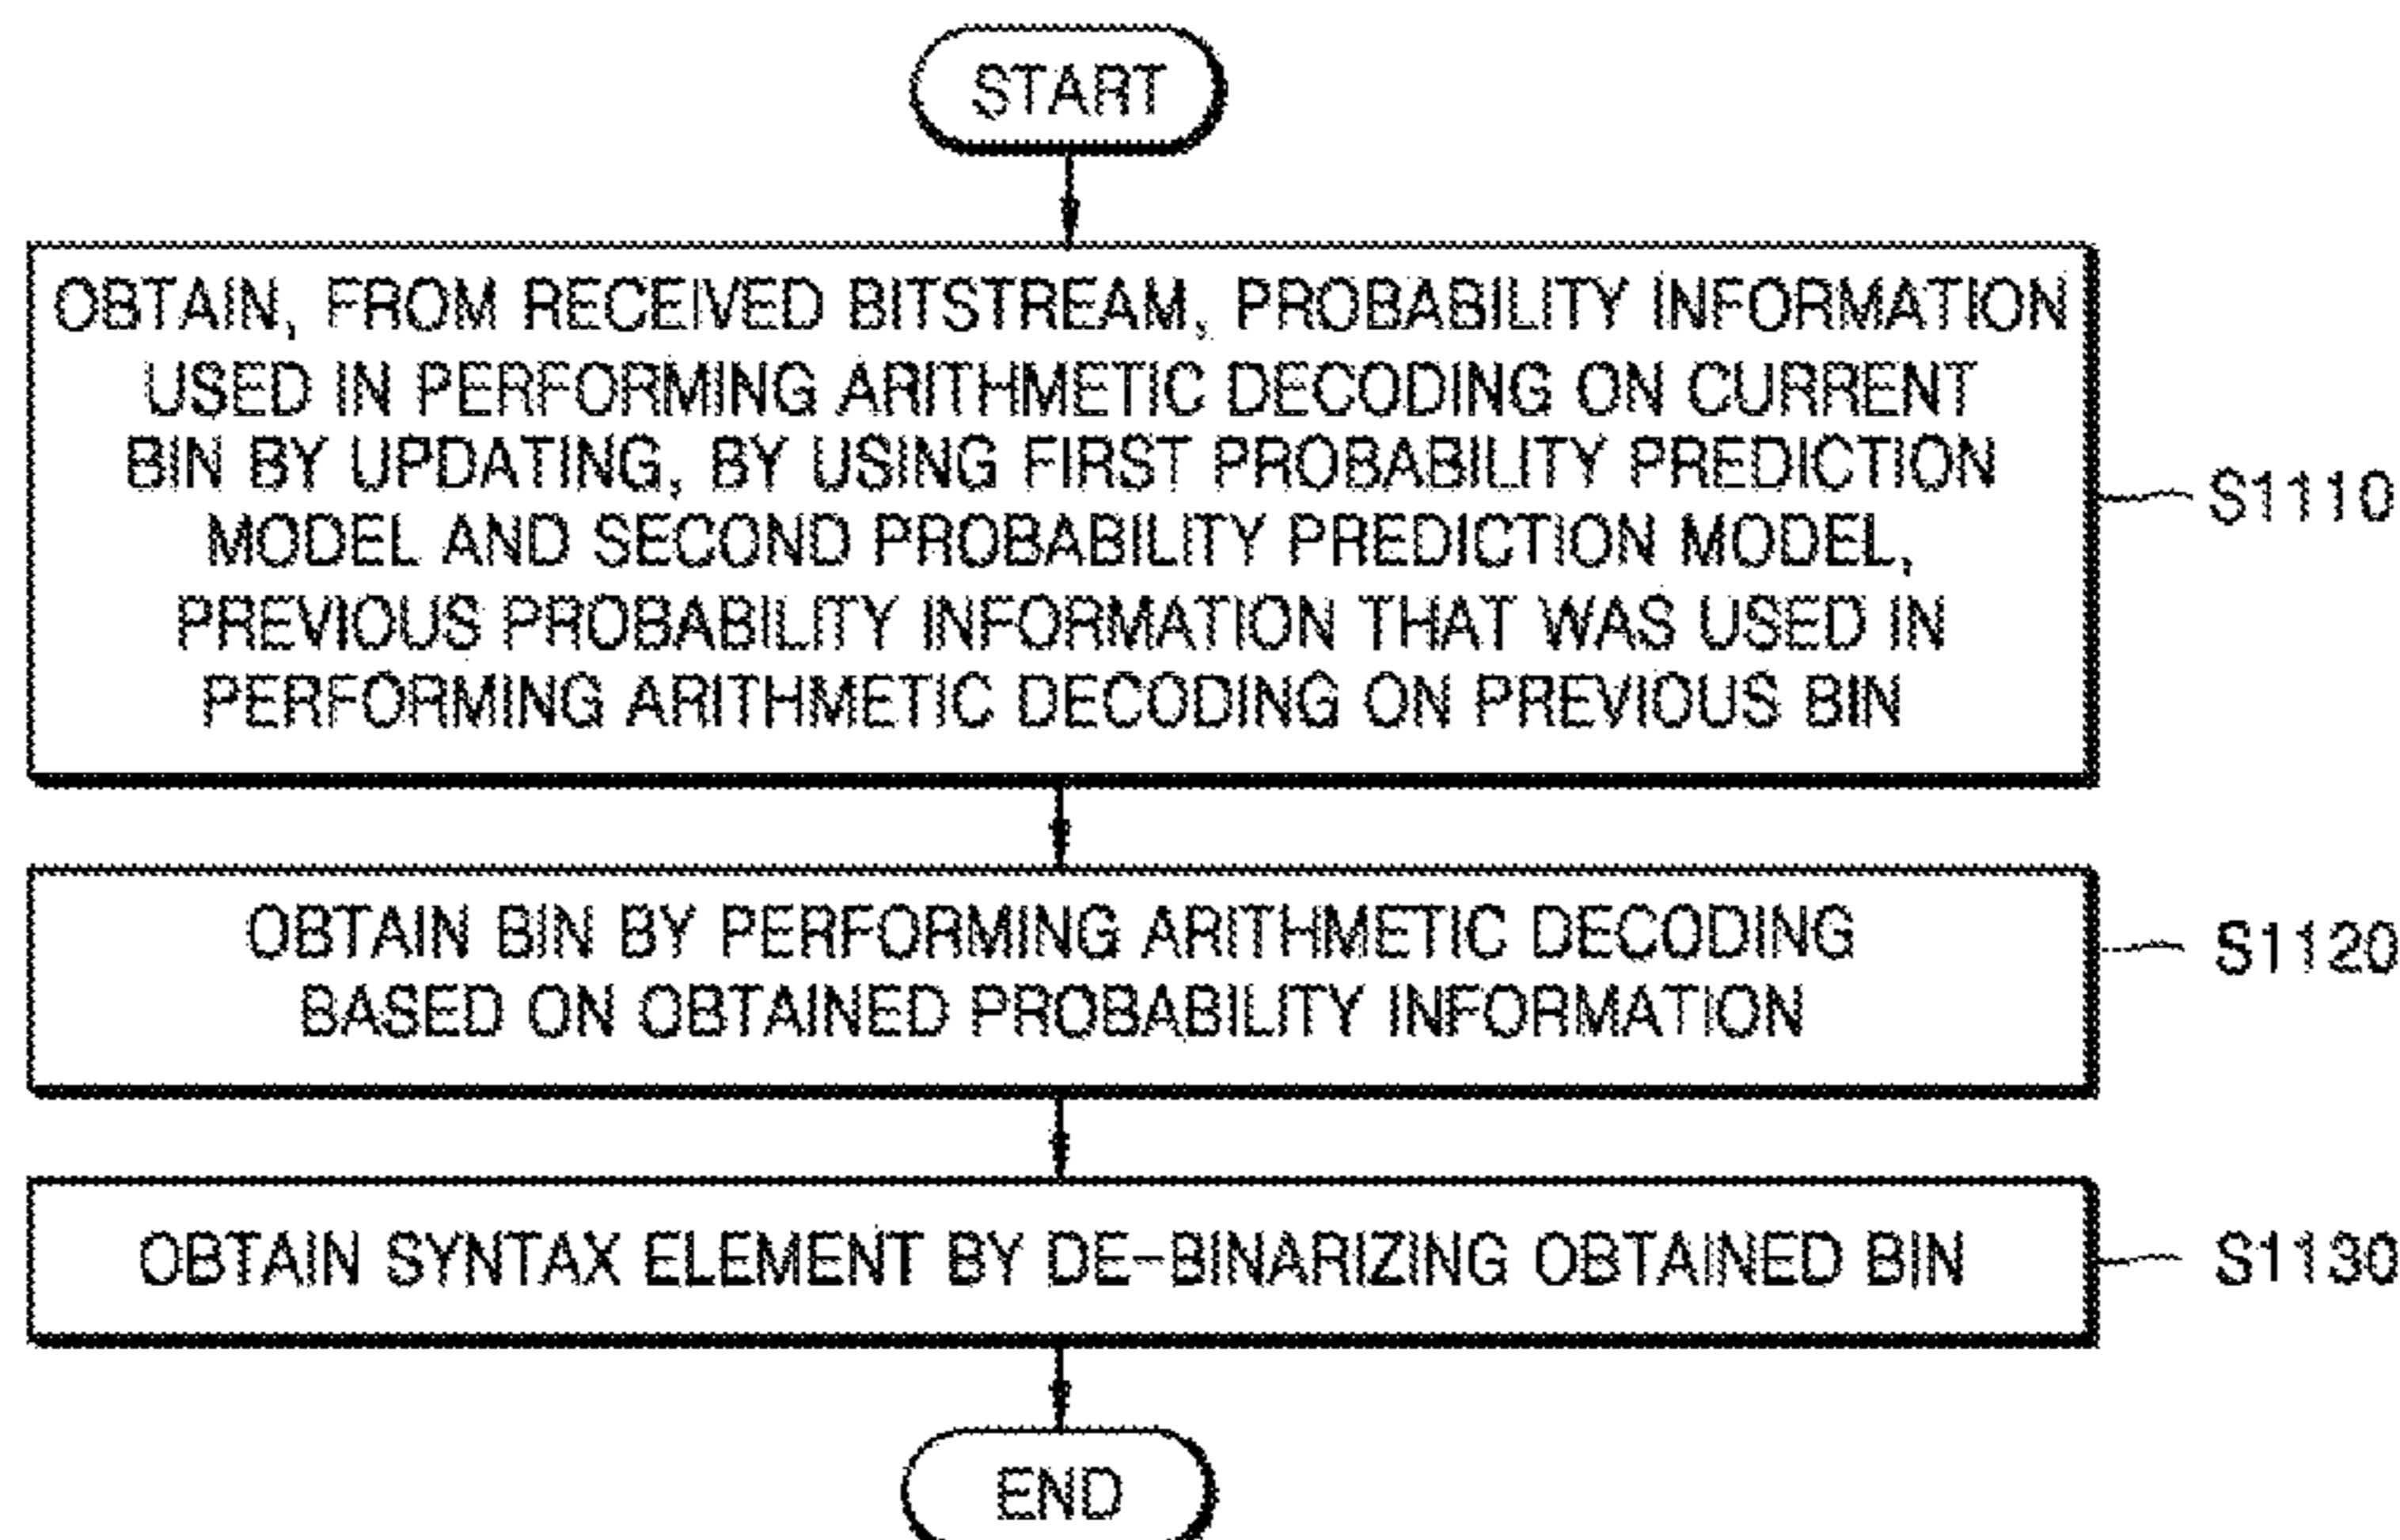 START
OBTAIN, FROM RECEIVED BITSTREAM, PROBABILITY INFORMATION
USED IN PERFORMING ARITHMETIC DECODING ON CURRENT
BIN BY UPDATING, BY USING FIRST PROBABILITY PREDICTION
MODEL AND SECOND PROBABILITY PREDICTION MODEL,
PREVIOUS PROBABILITY INFORMATION THAT WAS USED IN
PERFORMING ARITHMETIC DECODING ON PREVIOUS BIN
S1110
OBTAIN BIN BY PERFORMING ARITHMETIC DECODING
BASED ON OBTAINED PROBABILITY INFORMATION
S1120
OBTAIN SYNTAX ELEMENT BY DE-BINARIZING OBTAINED BIN
S1130
END